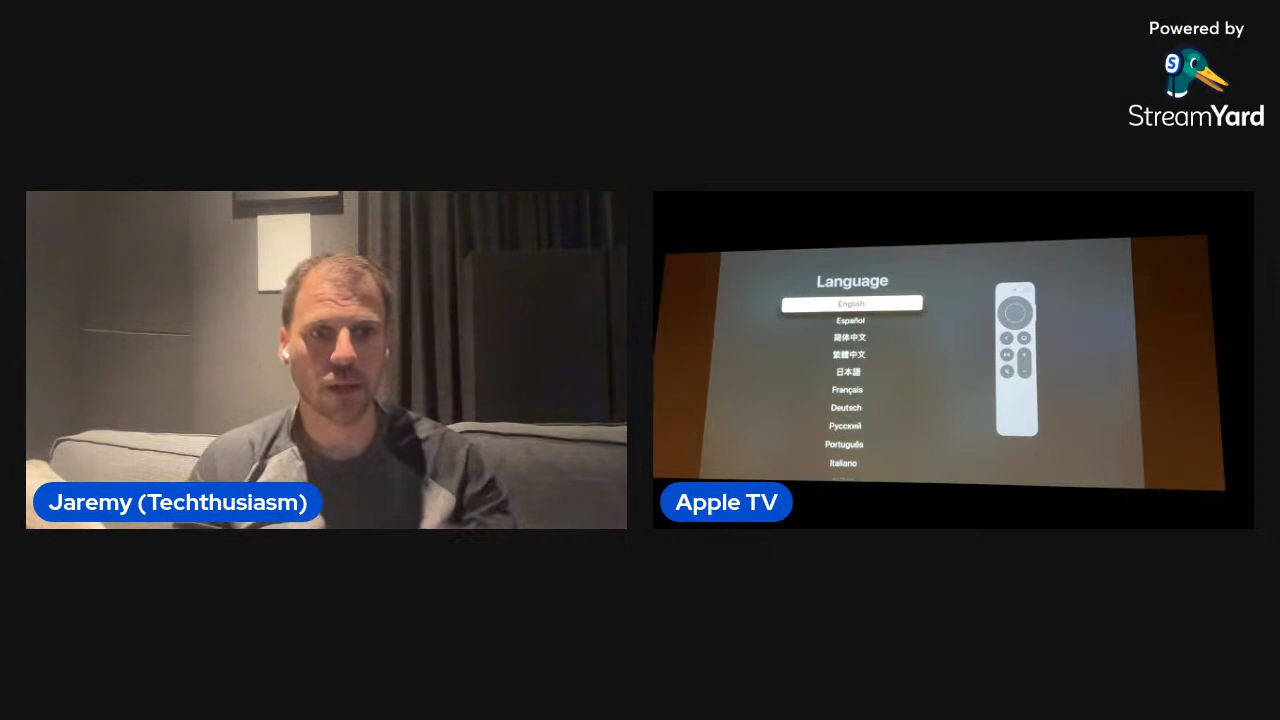 Powered by
S
StreamYard
Language
English
Español
简体中文
繁體中文
日本語
Français
Deutsch
Русский
Português
Italiano
Jaremy (Techthusiasm)
Apple TV